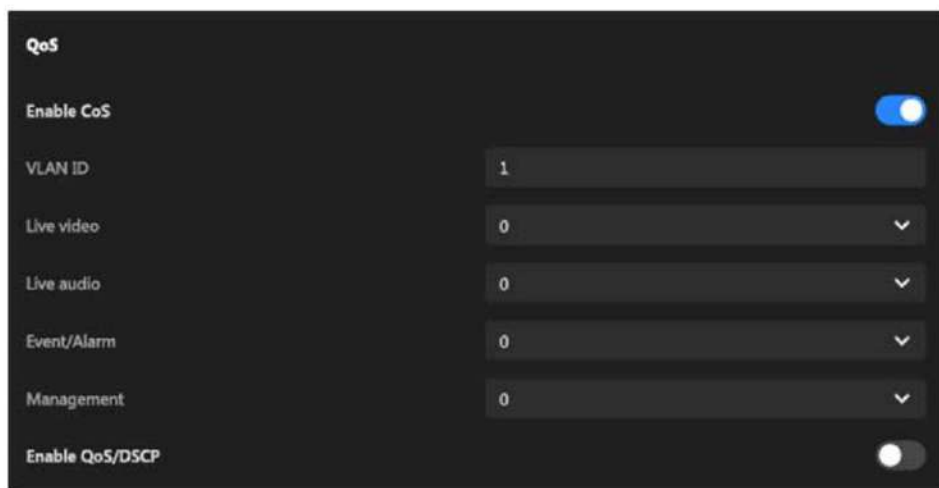 QoS
Enable CoS
VLAN ID 1
Live video 0
Live audio 0
Event/Alarm 0
Management 0
Enable QoS/DSCP